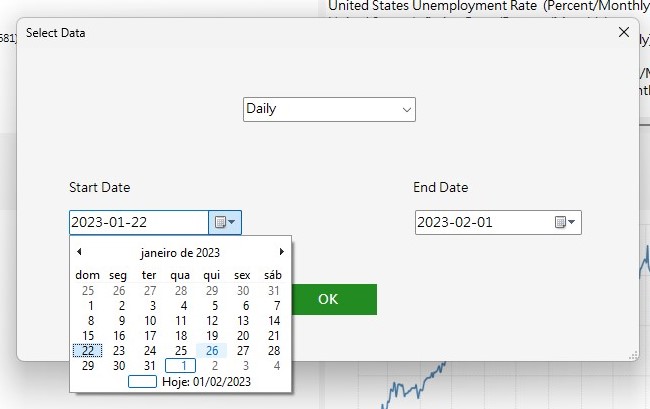 United States Unemployment Rate (Percent/Monthly
Select Data
581]
Daily
Start Date
End Date
2023-01-22
2023-02-01
janeiro de 2023
dom seg ter qua qui sex sáb
25 26 27 28 29 30 31
1 2 3 4 5 6 7
8 9 10 11 12 13 14
15 16 17 18 19 20 21
22 23 24 25 26 27 28
29 30 31 1 2 3 4
Hoje: 01/02/2023
OK